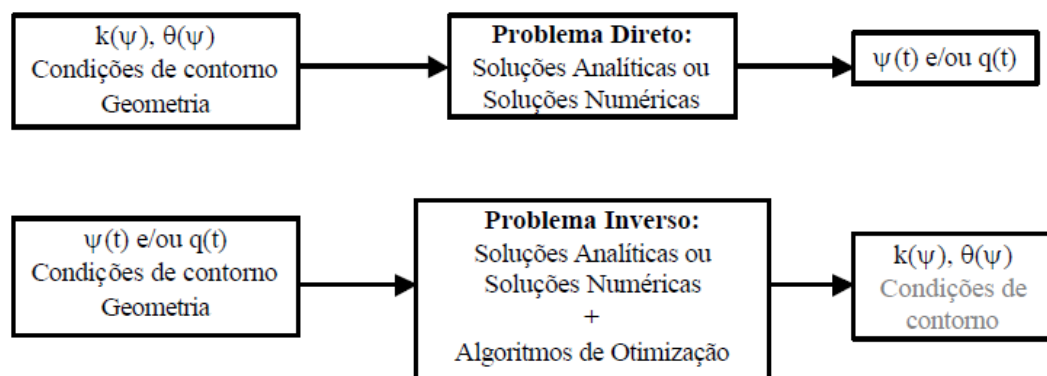 k(ψ), θ(ψ)
Condições de contorno
Geometria
Problema Direto:
Soluções Analíticas ou
Soluções Numéricas
ψ(t) e/ou q(t)
ψ(t) e/ou q(t)
Condições de contorno
Geometria
Problema Inverso:
Soluções Analíticas ou
Soluções Numéricas
+
Algoritmos de Otimização
k(ψ), θ(ψ)
Condições de
contorno